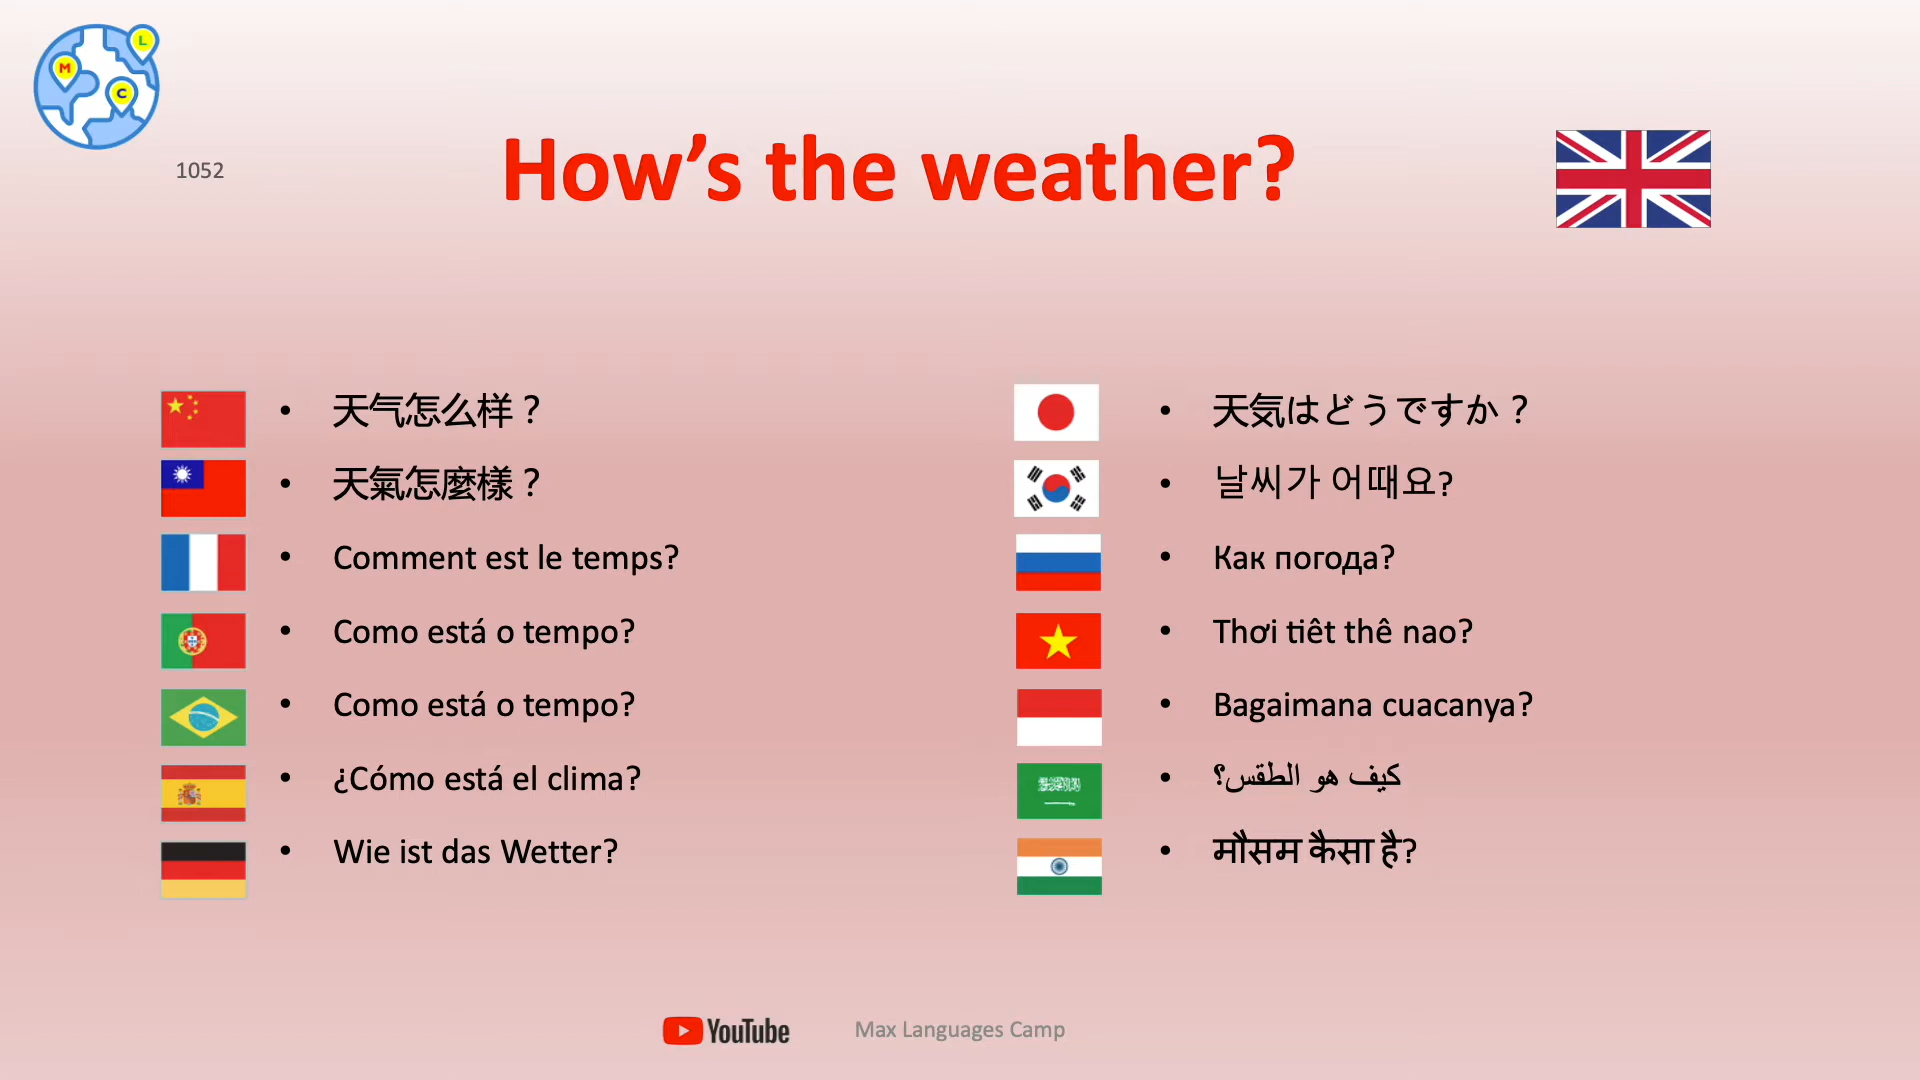 L
M
C
1052
How’s the weather?
天气怎么样？
天氣怎麼樣？
Comment est le temps?
Como está o tempo?
Como está o tempo?
¿Cómo está el clima?
Wie ist das Wetter?
天気はどうですか？
날씨가 어때요?
Как погода?
Thơi tiêt thê nao?
Bagaimana cuacanya?
كيف هو الطقس؟
मौसम कैसा है?
YouTube
Max Languages Camp